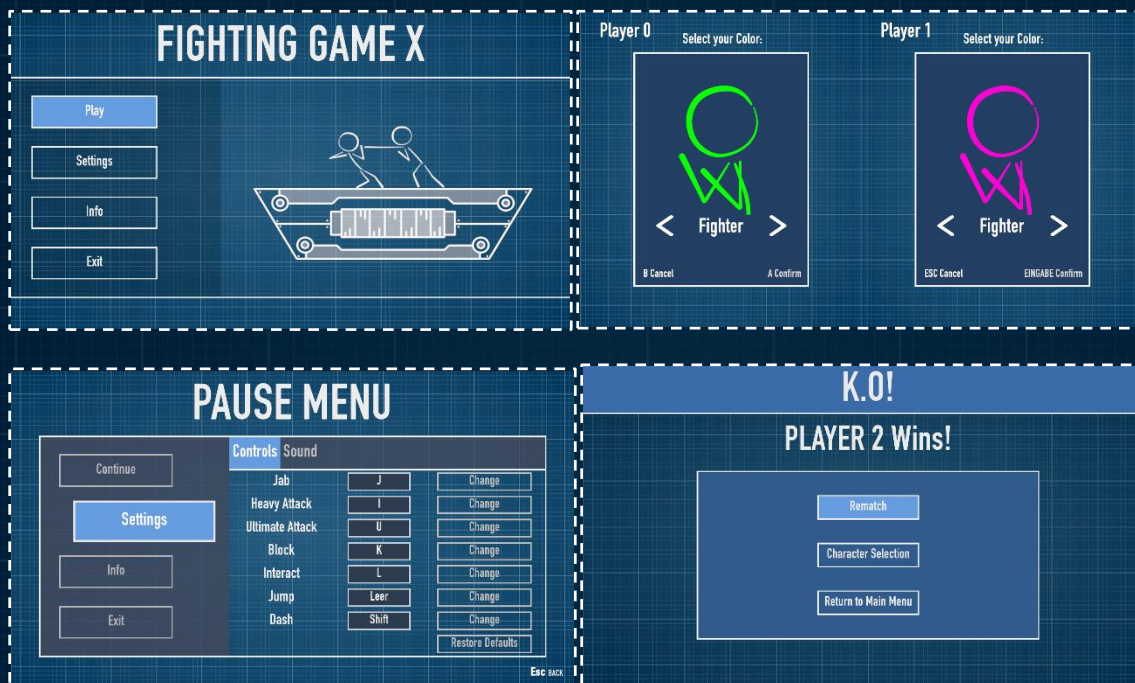 FIGHTING GAME X
Play
Settings
Info
Exit
Player 0
Select your Color:
< Fighter >
B Cancel A Confirm
Player 1
Select your Color:
< Fighter >
ESC Cancel EINGABE Confirm
PAUSE MENU
Continue
Settings
Info
Exit
Controls Sound
Jab J Change
Heavy Attack I Change
Ultimate Attack U Change
Block K Change
Interact L Change
Jump Leer Change
Dash Shift Change
Restore Defaults
Esc BACK
K.O!
PLAYER 2 Wins!
Rematch
Character Selection
Return to Main Menu